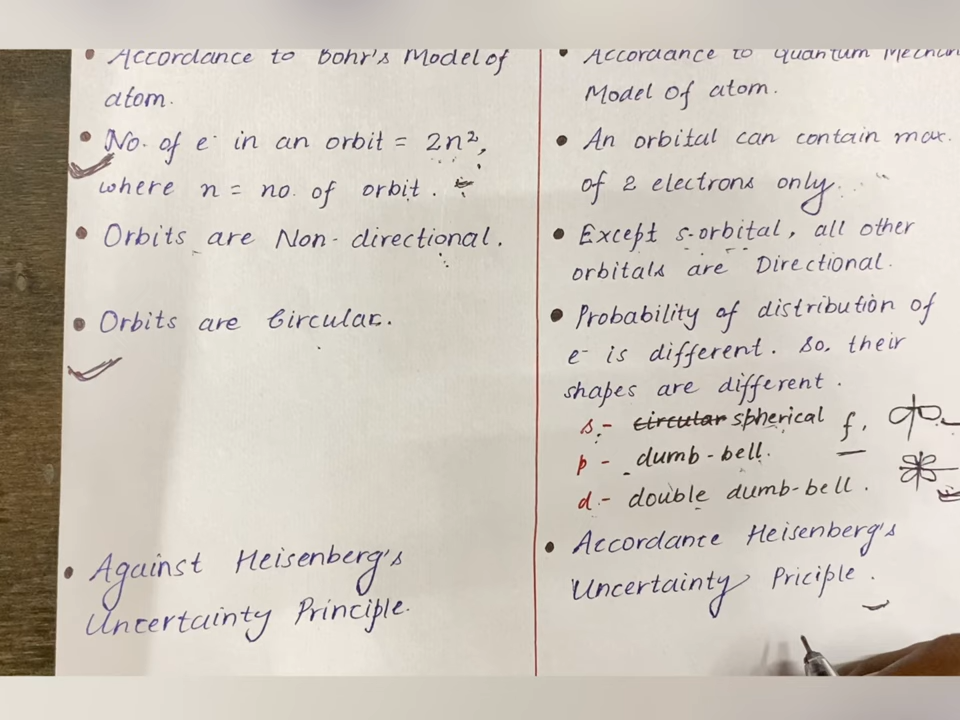 • Accordance to Bohr's Model of
atom.
• No. of e⁻ in an orbit = 2n²,
where n = no. of orbit.
• Orbits are Non-directional.
• Orbits are Circular.
• Against Heisenberg's
Uncertainty Principle.
• Accordance to Quantum Mechan
Model of atom.
• An orbital can contain max.
of 2 electrons only.
• Except s-orbital, all other
orbitals are Directional.
• Probability of distribution of
e⁻ is different. So, their
shapes are different.
s - circular spherical f,
p - dumb-bell.
d - double dumb-bell.
• Accordance Heisenberg's
Uncertainty Priciple.